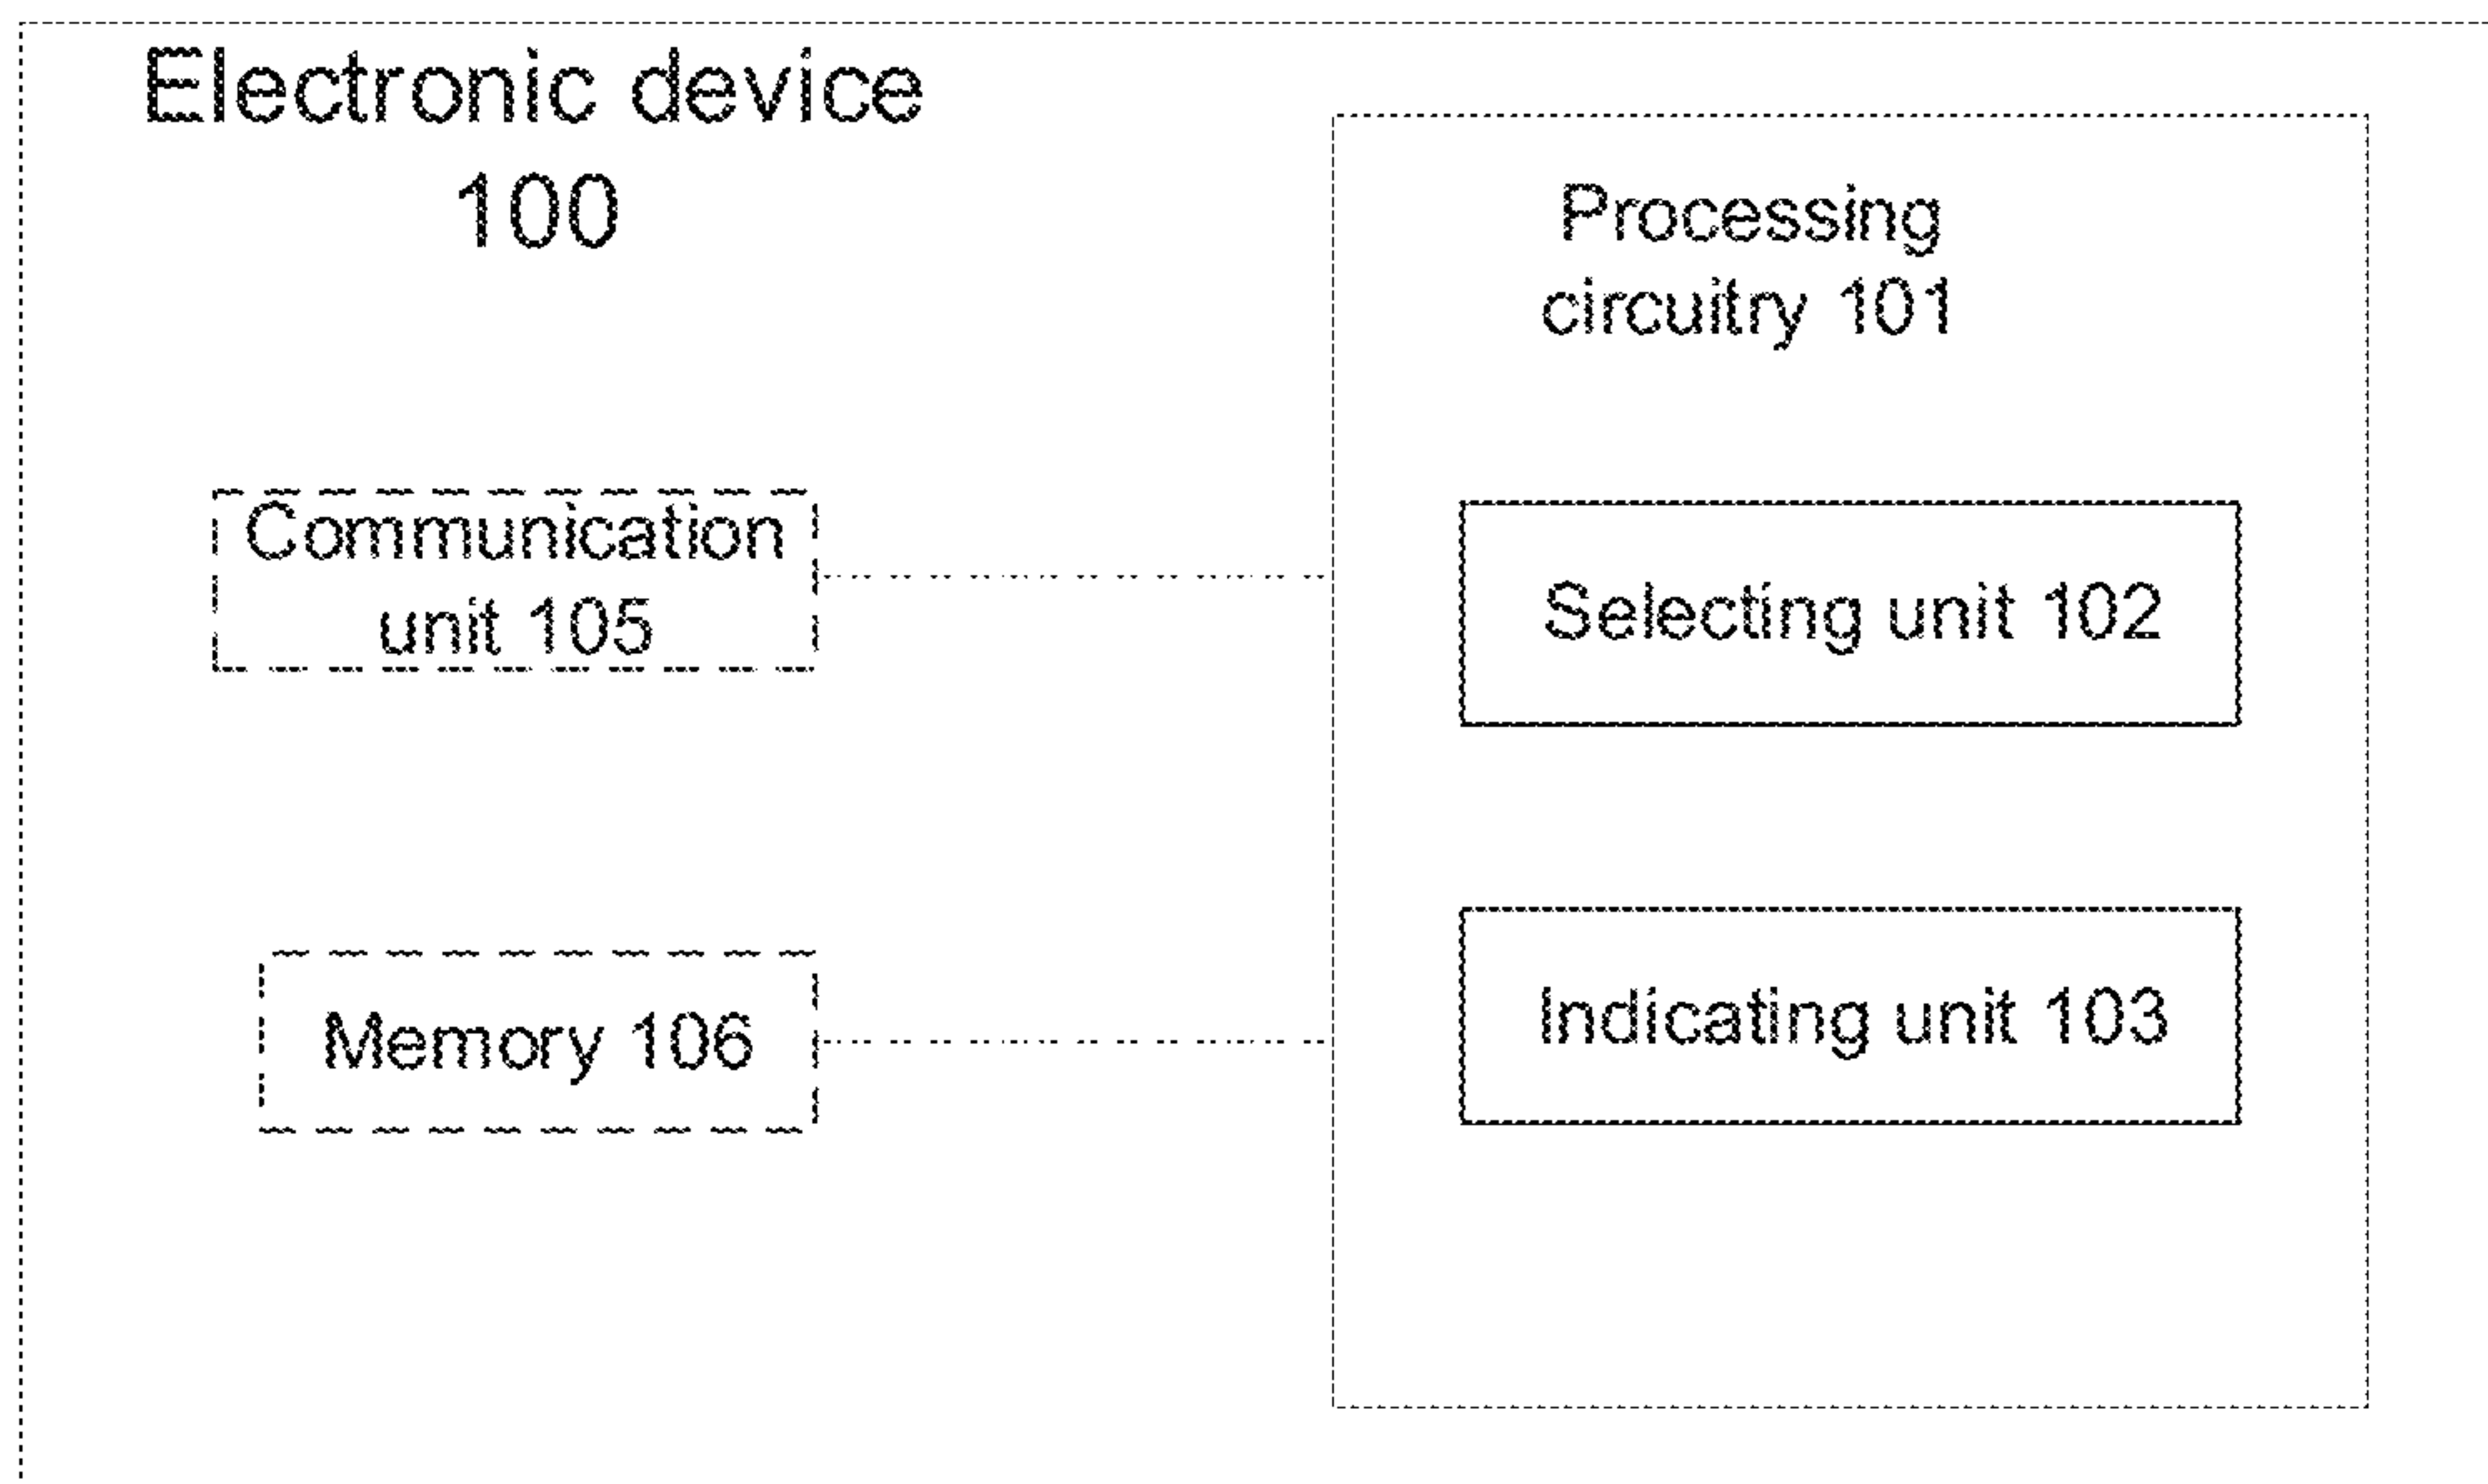 Electronic device
100
Processing
circuitry 101
Communication
unit 105
Selecting unit 102
Memory 106
Indicating unit 103